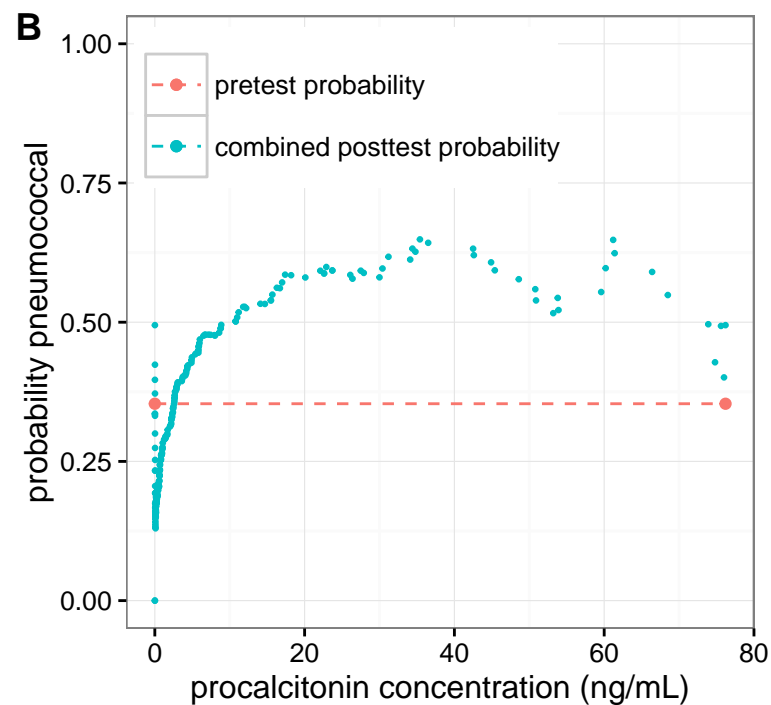 B
1.00
pretest probability
combined posttest probability
0.75
0.50
0.25
0.00
probability pneumococcal
0 20 40 60 80
procalcitonin concentration (ng/mL)